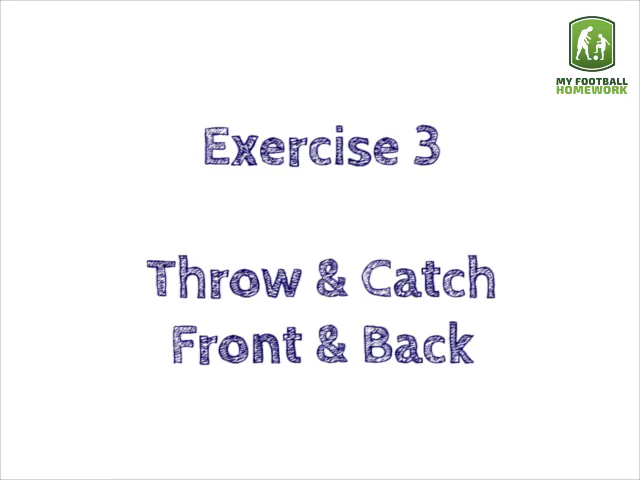 MY FOOTBALL
HOMEWORK
Exercise 3
Throw & Catch
Front & Back